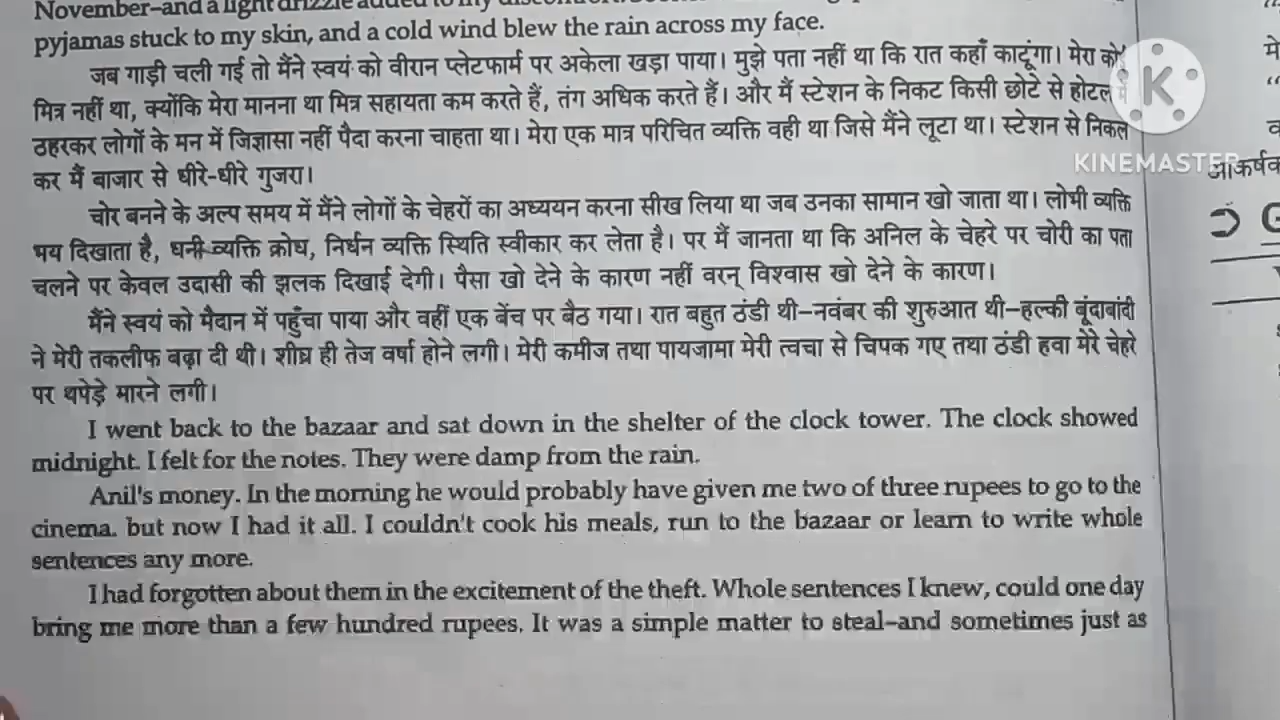 November–and a light drizzle added to my
pyjamas stuck to my skin, and a cold wind blew the rain across my face.
जब गाड़ी चली गई तो मैंने स्वयं को वीरान प्लेटफार्म पर अकेला खड़ा पाया। मुझे पता नहीं था कि रात कहाँ काटूंगा। मेरा को
मित्र नहीं था, क्योंकि मेरा मानना था मित्र सहायता कम करते हैं, तंग अधिक करते हैं। और मैं स्टेशन के निकट किसी छोटे से होटल में
ठहरकर लोगों के मन में जिज्ञासा नहीं पैदा करना चाहता था। मेरा एक मात्र परिचित व्यक्ति वही था जिसे मैंने लूटा था। स्टेशन से निकल
कर मैं बाजार से धीरे-धीरे गुजरा।
चोर बनने के अल्प समय में मैंने लोगों के चेहरों का अध्ययन करना सीख लिया था जब उनका सामान खो जाता था। लोभी व्यक्ति
भय दिखाता है, धनी व्यक्ति क्रोध, निर्धन व्यक्ति स्थिति स्वीकार कर लेता है। पर मैं जानता था कि अनिल के चेहरे पर चोरी का पता
चलने पर केवल उदासी की झलक दिखाई देगी। पैसा खो देने के कारण नहीं वरन् विश्वास खो देने के कारण।
मैंने स्वयं को मैदान में पहुँचा पाया और वहीं एक बेंच पर बैठ गया। रात बहुत ठंडी थी–नवंबर की शुरुआत थी–हल्की बूंदाबांदी
ने मेरी तकलीफ बढ़ा दी थी। शीघ्र ही तेज वर्षा होने लगी। मेरी कमीज तथा पायजामा मेरी त्वचा से चिपक गए तथा ठंडी हवा मेरे चेहरे
पर थपेड़े मारने लगी।
I went back to the bazaar and sat down in the shelter of the clock tower. The clock showed
midnight. I felt for the notes. They were damp from the rain.
Anil's money. In the morning he would probably have given me two of three rupees to go to the
cinema. but now I had it all. I couldn't cook his meals, run to the bazaar or learn to write whole
sentences any more.
I had forgotten about them in the excitement of the theft. Whole sentences I knew, could one day
bring me more than a few hundred rupees. It was a simple matter to steal–and sometimes just as
K
KINEMASTER
आकर्षक